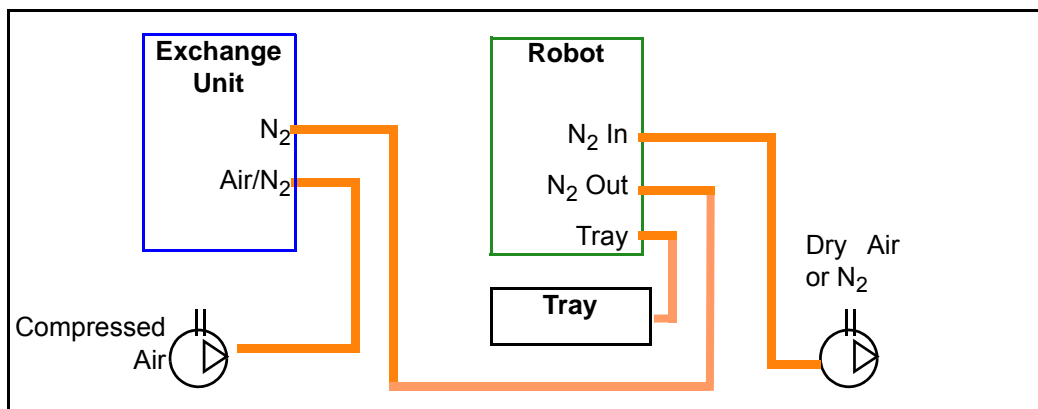 Exchange
Unit
N2
Air/N2
Robot
N2 In
N2 Out
Tray
Tray
Compressed
Air
Dry Air
or N2